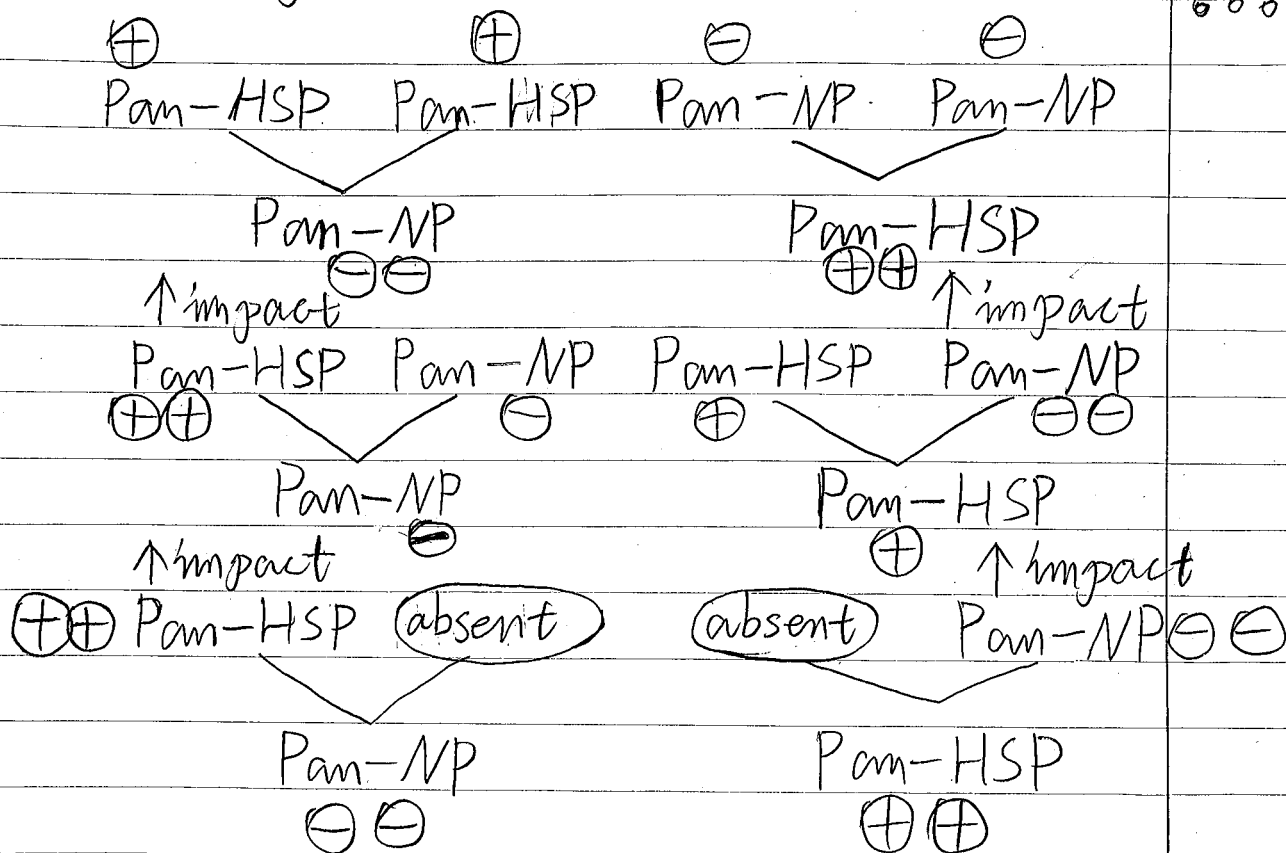 ⊕ ⊕ ⊖ ⊖
Pan-HSP Pan-HSP Pan-NP Pan-NP
Pan-NP Pan-HSP
⊖⊖ ⊕⊕
↑impact ↑impact
Pan-HSP Pan-NP Pan-HSP Pan-NP
⊕⊕ ⊖ ⊕ ⊖⊖
Pan-NP Pan-HSP
⊖ ⊕
↑impact ↑impact
⊕⊕ Pan-HSP absent absent Pan-NP ⊖⊖
Pan-NP Pan-HSP
⊖⊖ ⊕⊕